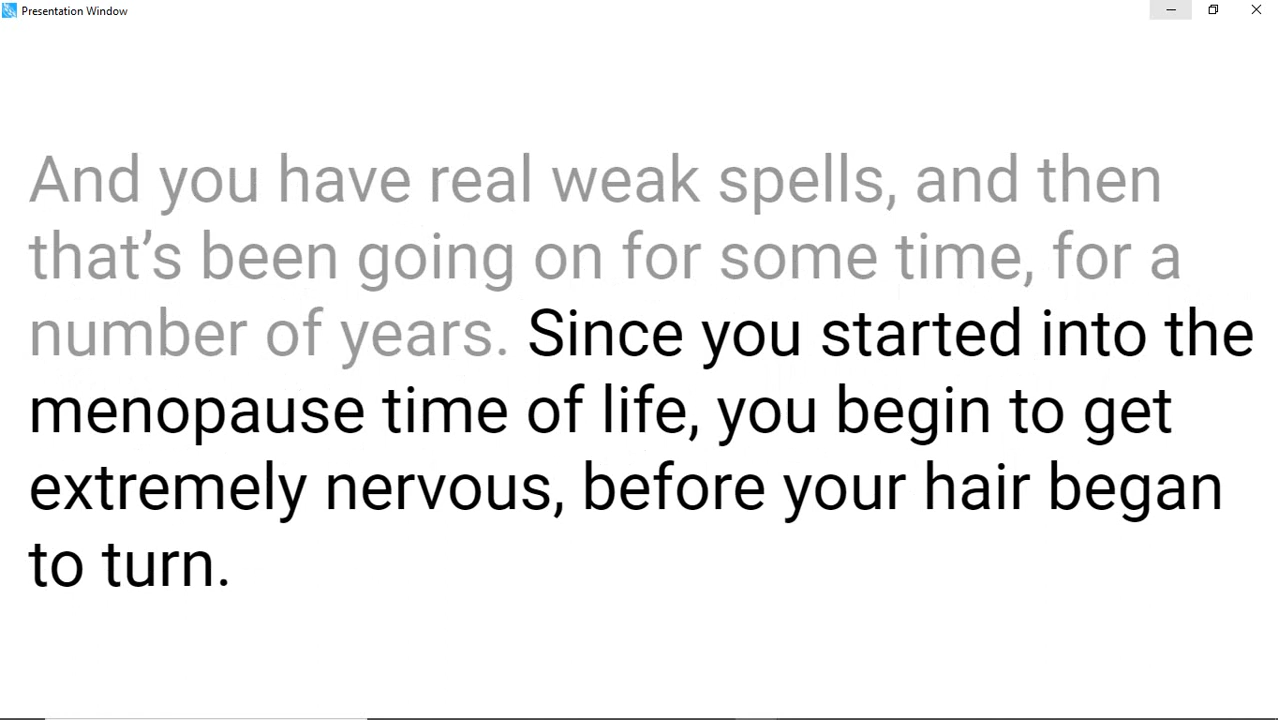 Presentation Window
And you have real weak spells, and then
that’s been going on for some time, for a
number of years. Since you started into the
menopause time of life, you begin to get
extremely nervous, before your hair began
to turn.